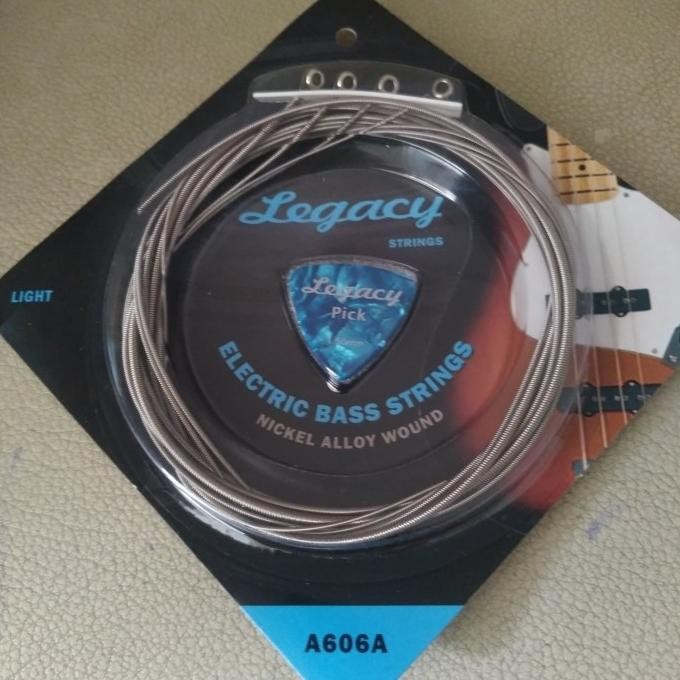 Legacy
STRINGS
LIGHT
Legacy
Pick
ELECTRIC BASS STRINGS
NICKEL ALLOY WOUND
A606A